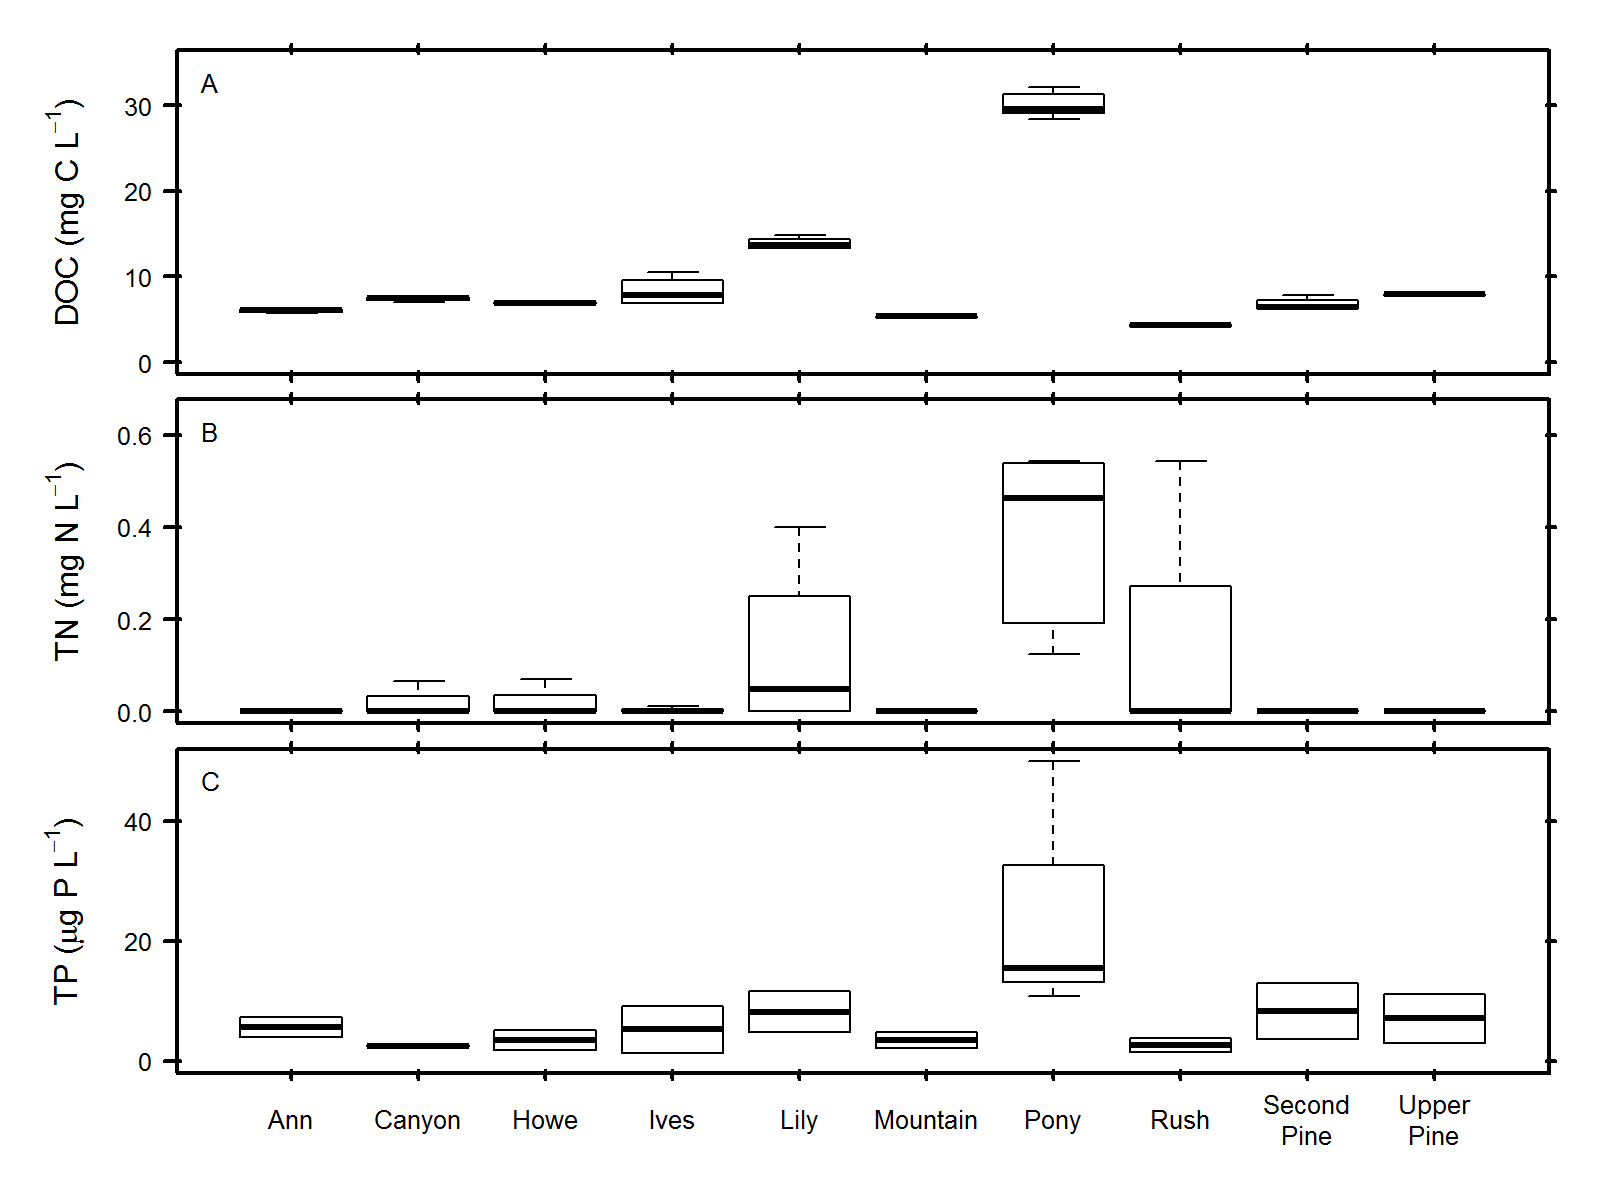 A
DOC (mg C L⁻¹)
30
20
10
0
B
TN (mg N L⁻¹)
0.6
0.4
0.2
0.0
C
TP (µg P L⁻¹)
40
20
0
Ann Canyon Howe Ives Lily Mountain Pony Rush Second Pine Upper Pine